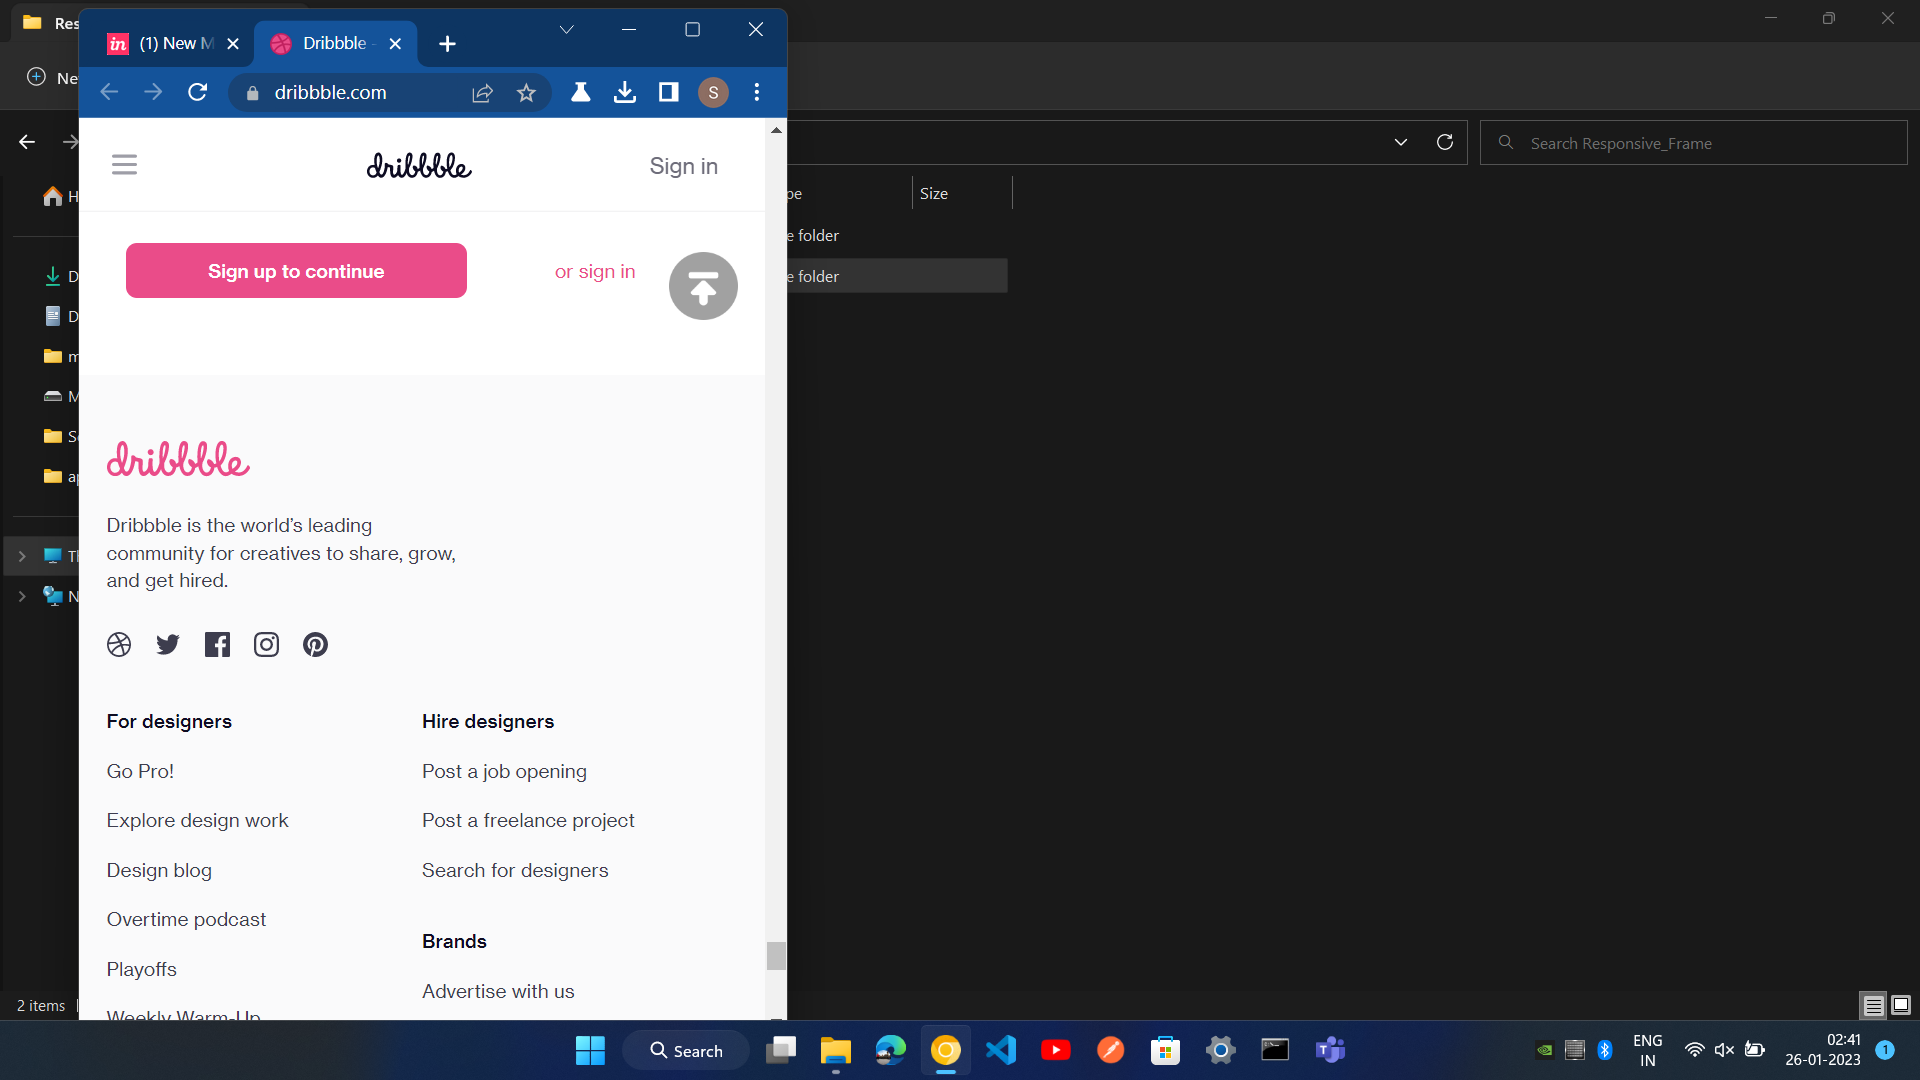 in (1) New M
Dribbble -
dribbble.com
S
dribbble
Sign in
Search Responsive_Frame
Size
folder
folder
Sign up to continue
or sign in
dribbble
Dribbble is the world's leading
community for creatives to share, grow,
and get hired.
For designers
Hire designers
Go Pro!
Post a job opening
Explore design work
Post a freelance project
Design blog
Search for designers
Overtime podcast
Brands
Playoffs
Advertise with us
Weekly Warm-Up
2 items
Search
ENG
IN
02:41
26-01-2023
1